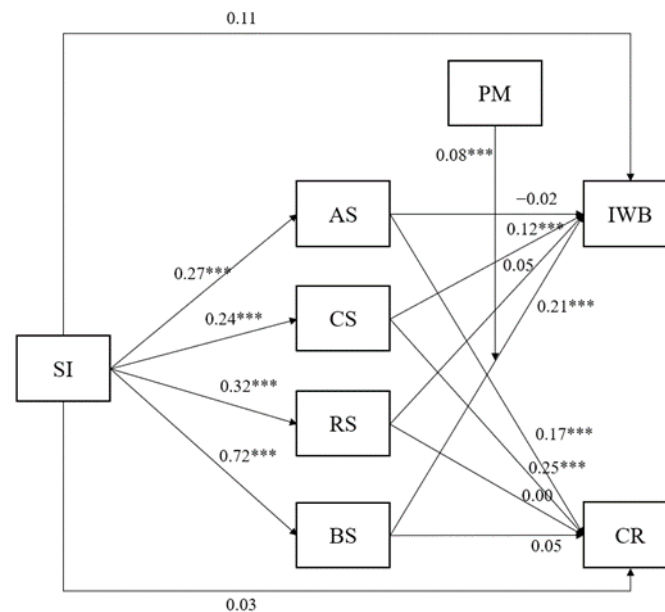 0.11
PM
0.08***
AS
−0.02
IWB
0.12***
0.05
0.27***
0.21***
0.24***
CS
SI
0.32***
RS
0.17***
0.25***
0.72***
0.00
BS
0.05
CR
0.03